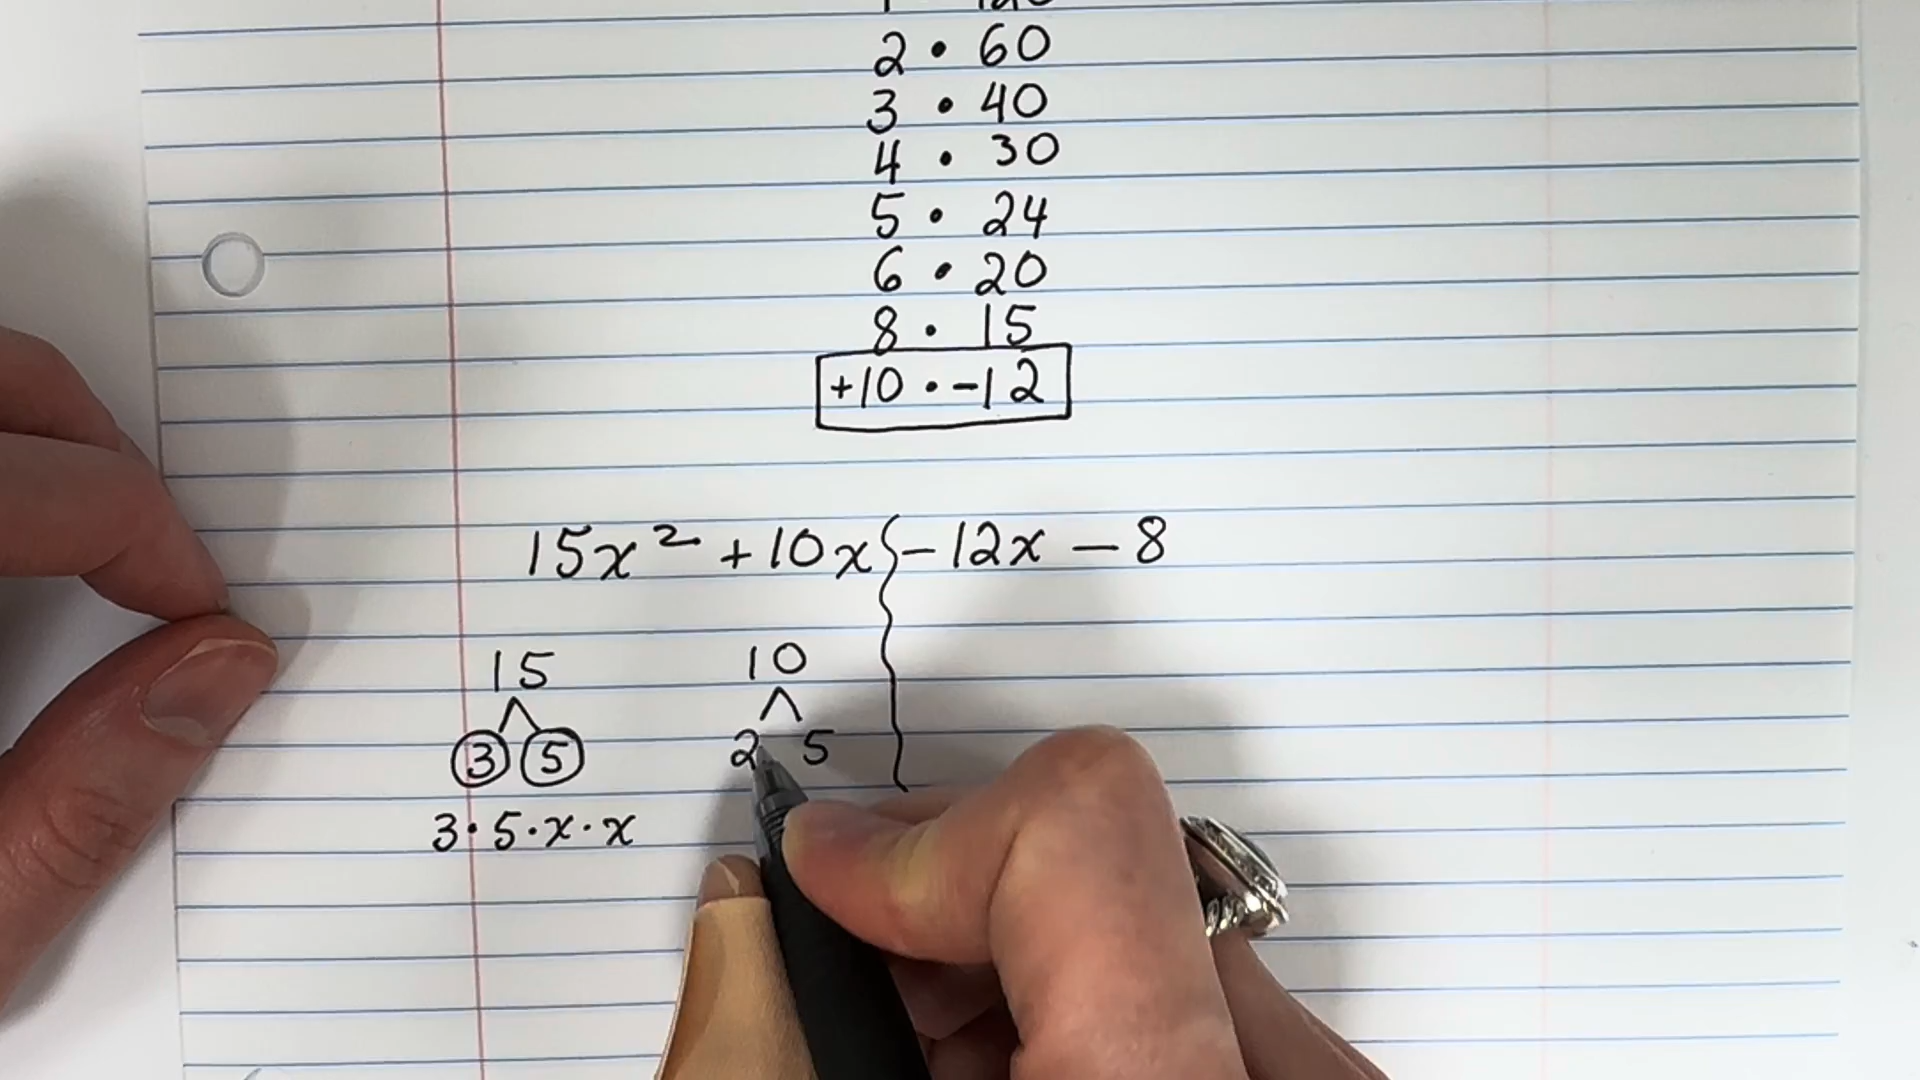 2 • 60
3 • 40
4 • 30
5 • 24
6 • 20
8 • 15
+10 • -12
15x² + 10x - 12x - 8
15 10
3 5 2 5
3 • 5 • x • x